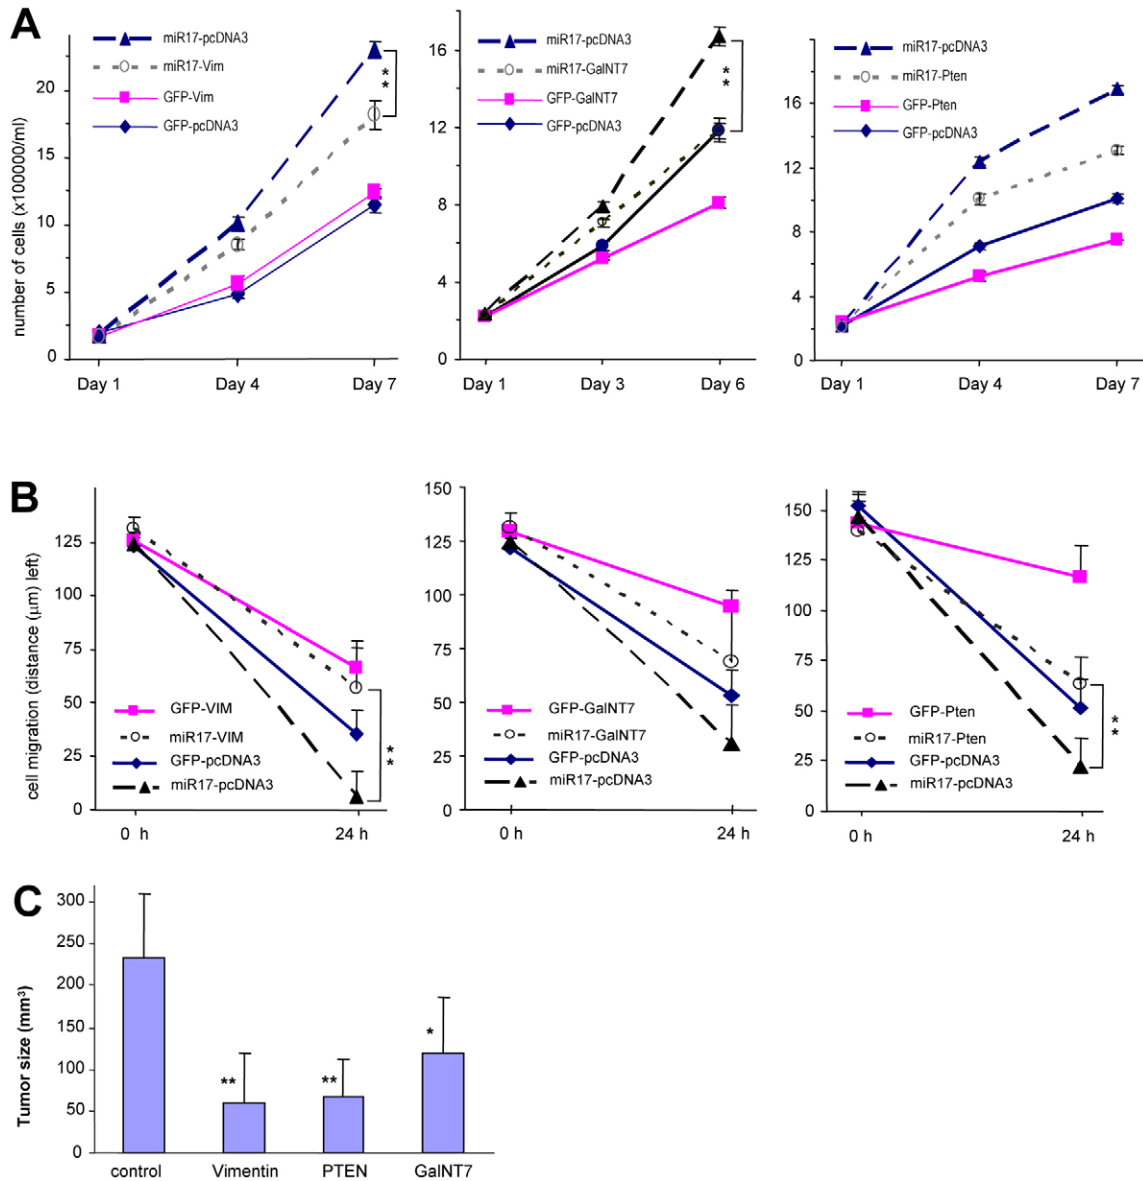 A
number of cells (x100000/ml)
miR17-pcDNA3
miR17-Vim
GFP-Vim
GFP-pcDNA3
20
15
10
5
0
**
Day 1
Day 4
Day 7
miR17-pcDNA3
miR17-GalNT7
GFP-GalNT7
GFP-pcDNA3
16
12
8
4
0
**
Day 1
Day 3
Day 6
miR17-pcDNA3
miR17-Pten
GFP-Pten
GFP-pcDNA3
16
12
8
4
0
Day 1
Day 4
Day 7
B
cell migration (distance (μm) left)
125
100
75
50
25
0
GFP-VIM
miR17-VIM
GFP-pcDNA3
miR17-pcDNA3
**
0 h
24 h
150
125
100
75
50
25
0
GFP-GalNT7
miR17-GalNT7
GFP-pcDNA3
miR17-pcDNA3
0 h
24 h
150
125
100
75
50
25
0
GFP-Pten
miR17-Pten
GFP-pcDNA3
miR17-pcDNA3
**
0 h
24 h
C
Tumor size (mm³)
300
250
200
150
100
50
0
**
**
*
control
Vimentin
PTEN
GalNT7